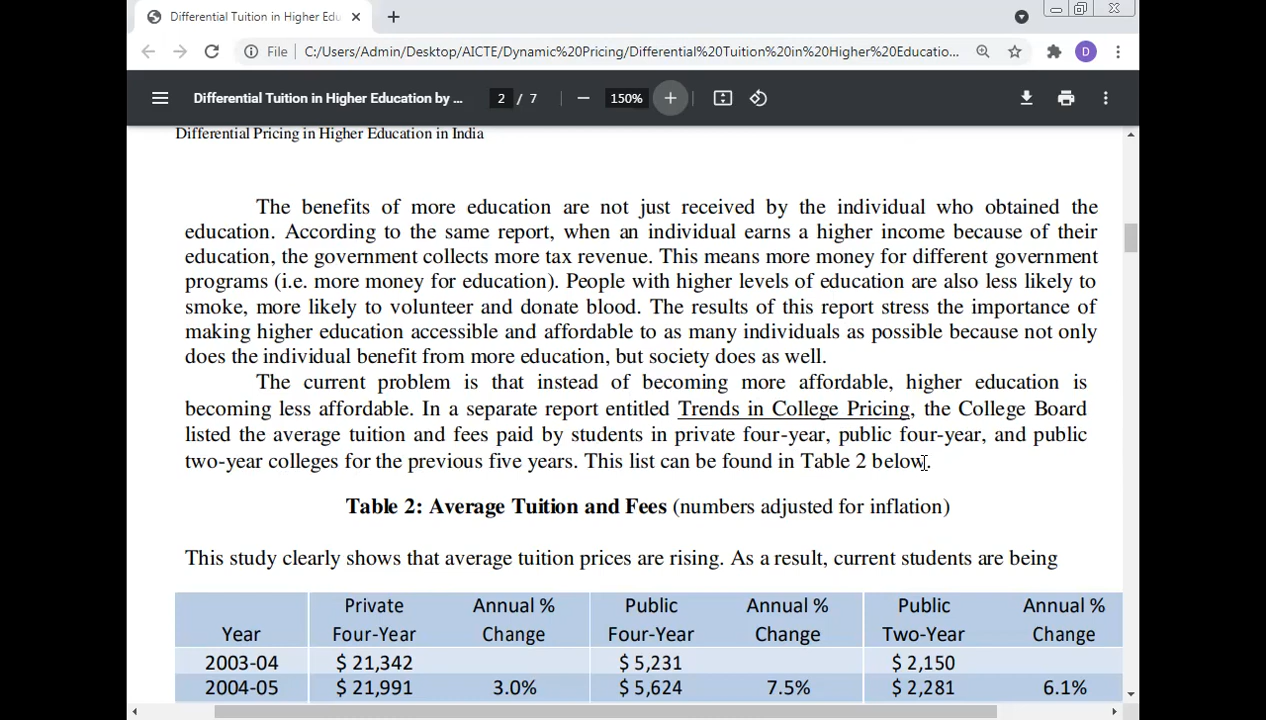 Differential Tuition in Higher Edu
File C:/Users/Admin/Desktop/AICTE/Dynamic%20Pricing/Differential%20Tuition%20in%20Higher%20Educatio...
D
Differential Tuition in Higher Education by ... 2 / 7 150%
Differential Pricing in Higher Education in India
The benefits of more education are not just received by the individual who obtained the
education. According to the same report, when an individual earns a higher income because of their
education, the government collects more tax revenue. This means more money for different government
programs (i.e. more money for education). People with higher levels of education are also less likely to
smoke, more likely to volunteer and donate blood. The results of this report stress the importance of
making higher education accessible and affordable to as many individuals as possible because not only
does the individual benefit from more education, but society does as well.
The current problem is that instead of becoming more affordable, higher education is
becoming less affordable. In a separate report entitled Trends in College Pricing, the College Board
listed the average tuition and fees paid by students in private four-year, public four-year, and public
two-year colleges for the previous five years. This list can be found in Table 2 below.
Table 2: Average Tuition and Fees (numbers adjusted for inflation)
This study clearly shows that average tuition prices are rising. As a result, current students are being
Private Annual % Public Annual % Public Annual %
Year Four-Year Change Four-Year Change Two-Year Change
2003-04 $ 21,342 $ 5,231 $ 2,150
2004-05 $ 21,991 3.0% $ 5,624 7.5% $ 2,281 6.1%